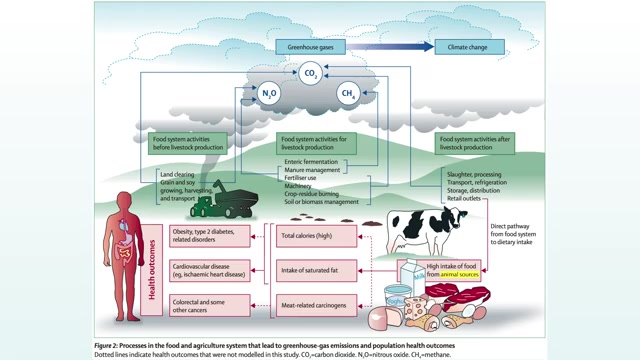 Greenhouse gases
Climate change
CO2
N2O
CH4
Food system activities
before livestock production
Food system activities for
livestock production
Food system activities after
livestock production
Land clearing
Grain and soy
growing, harvesting,
and transport
Enteric fermentation
Manure management
Fertiliser use
Machinery
Crop-residue burning
Soil or biomass management
Slaughter, processing
Transport, refrigeration
Storage, distribution
Retail outlets
Direct pathway
from food system
to dietary intake
Health outcomes
Obesity, type 2 diabetes,
related disorders
Total calories (high)
Cardiovascular disease
(eg, ischaemic heart disease)
Intake of saturated fat
High intake of food
from animal sources
Colorectal and some
other cancers
Meat-related carcinogens
Milk
Yoghurt
Figure 2: Processes in the food and agriculture system that lead to greenhouse-gas emissions and population health outcomes
Dotted lines indicate health outcomes that were not modelled in this study. CO2=carbon dioxide. N2O=nitrous oxide. CH4=methane.